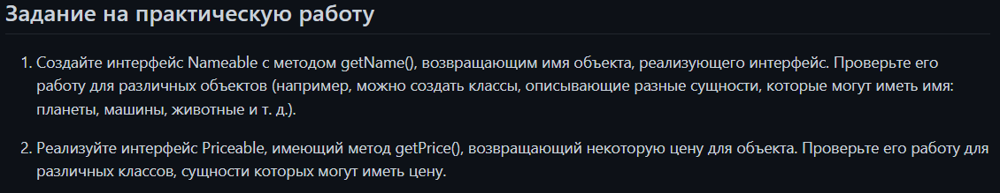 Задание на практическую работу
1. Создайте интерфейс Nameable с методом getName(), возвращающим имя объекта, реализующего интерфейс. Проверьте его
работу для различных объектов (например, можно создать классы, описывающие разные сущности, которые могут иметь имя:
планеты, машины, животные и т. д.).
2. Реализуйте интерфейс Priceable, имеющий метод getPrice(), возвращающий некоторую цену для объекта. Проверьте его работу для
различных классов, сущности которых могут иметь цену.